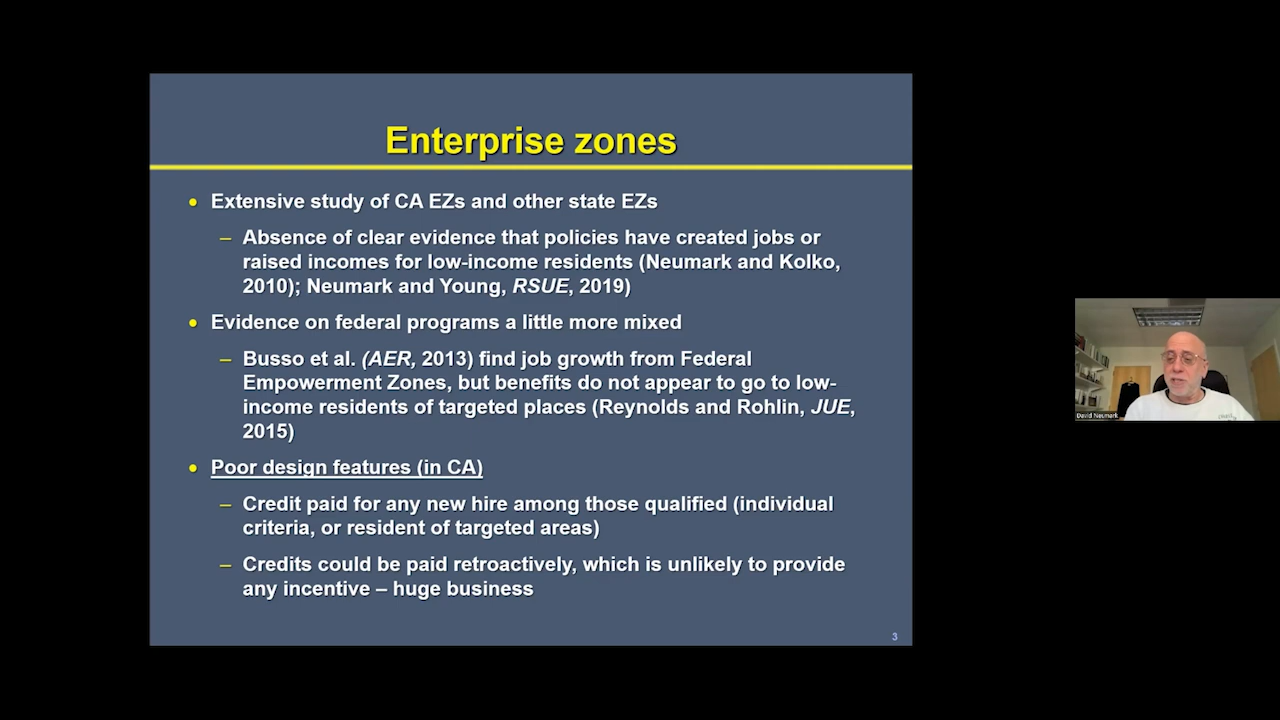 Enterprise zones
• Extensive study of CA EZs and other state EZs
– Absence of clear evidence that policies have created jobs or
raised incomes for low-income residents (Neumark and Kolko,
2010); Neumark and Young, RSUE, 2019)
• Evidence on federal programs a little more mixed
– Busso et al. (AER, 2013) find job growth from Federal
Empowerment Zones, but benefits do not appear to go to low-
income residents of targeted places (Reynolds and Rohlin, JUE,
2015)
• Poor design features (in CA)
– Credit paid for any new hire among those qualified (individual
criteria, or resident of targeted areas)
– Credits could be paid retroactively, which is unlikely to provide
any incentive – huge business
3
David Neumark